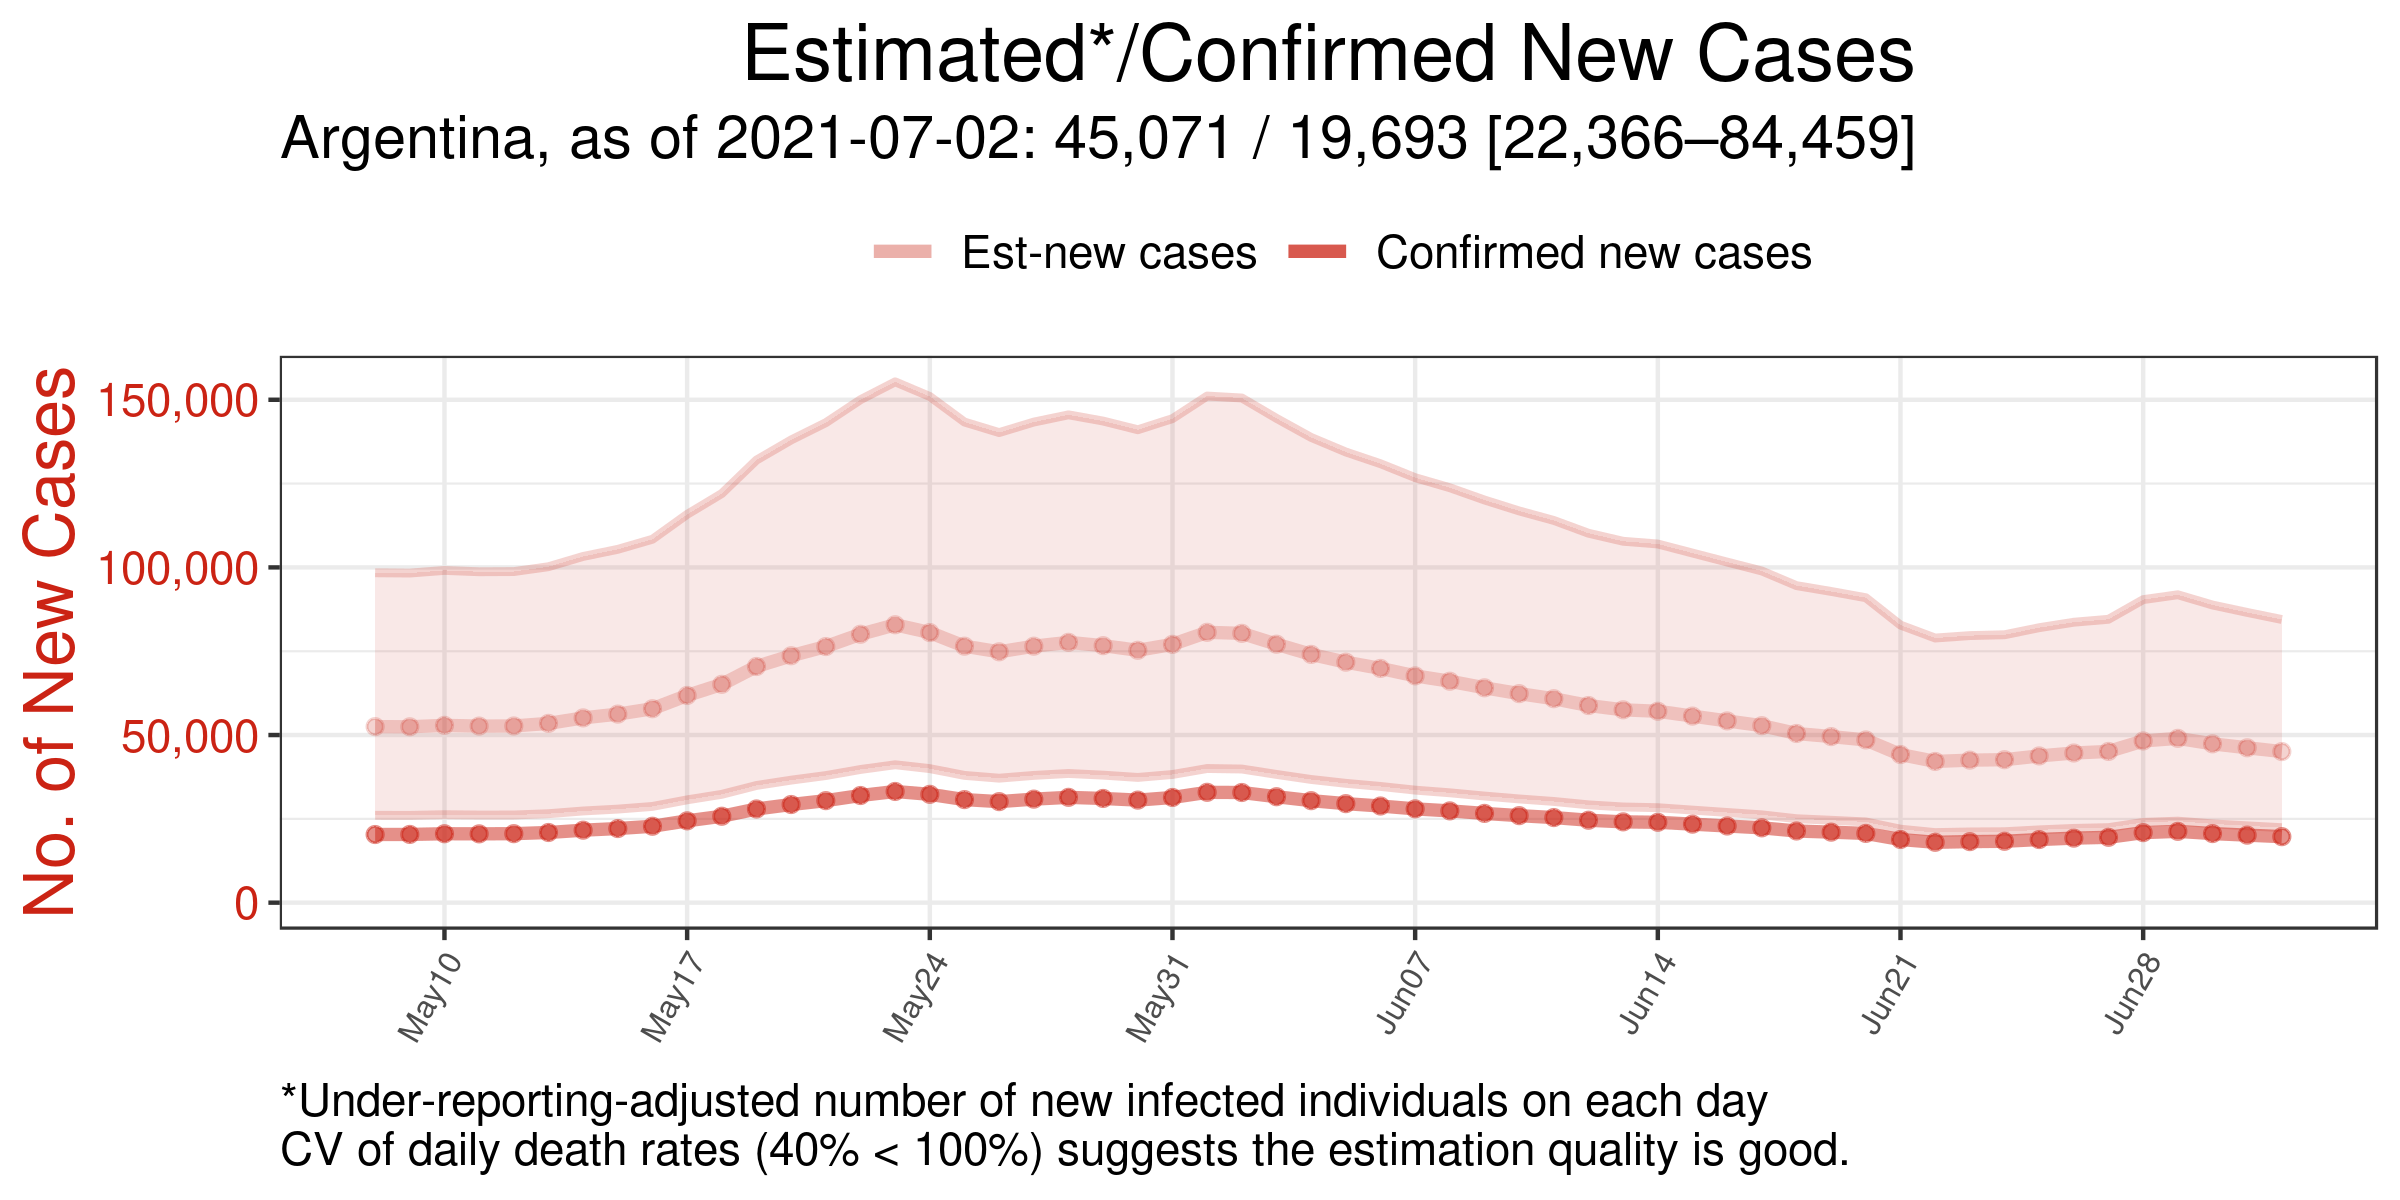 Estimated*/Confirmed New Cases
Argentina, as of 2021-07-02: 45,071 / 19,693 [22,366–84,459]
Est-new cases
Confirmed new cases
No. of New Cases
150,000
100,000
50,000
0
May10
May17
May24
May31
Jun07
Jun14
Jun21
Jun28
*Under-reporting-adjusted number of new infected individuals on each day
CV of daily death rates (40% < 100%) suggests the estimation quality is good.